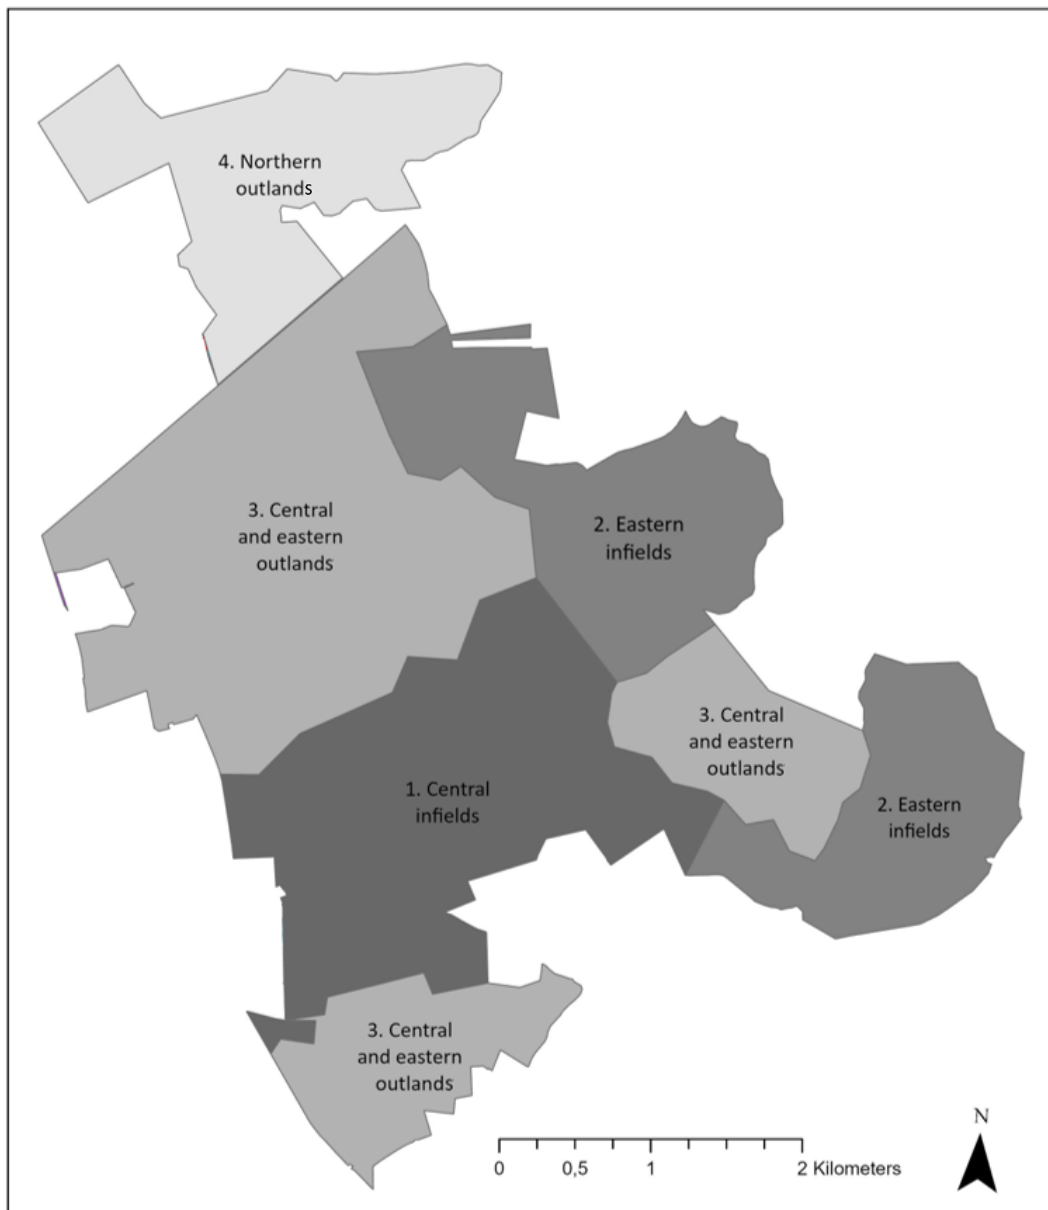 4. Northern
outlands
3. Central
and eastern
outlands
2. Eastern
infields
3. Central
and eastern
outlands
1. Central
infields
2. Eastern
infields
3. Central
and eastern
outlands
N
0 0,5 1 2 Kilometers